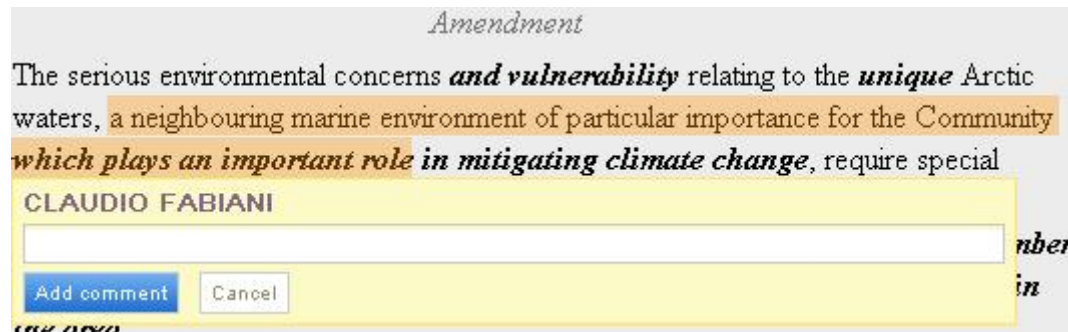 Amendment
The serious environmental concerns and vulnerability relating to the unique Arctic
waters, a neighbouring marine environment of particular importance for the Community
which plays an important role in mitigating climate change, require special
CLAUDIO FABIANI
Add comment Cancel
in